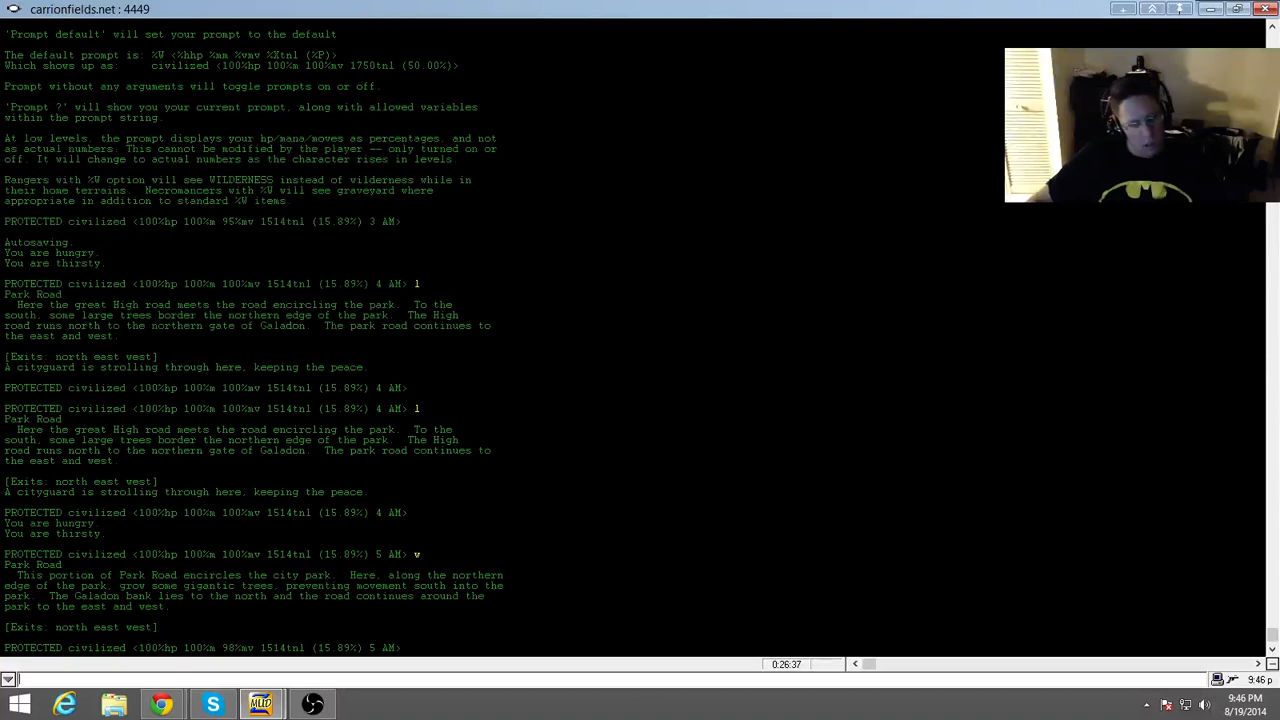 carrionfields.net: 4449
'Prompt default' will set your prompt to the default
The default prompt is: %W <%hhp %mm %vmv %Xtnl (%P)>
Which shows up as:    civilized <100%hp 100%m 100%mv 1750tnl (50.00%)>
Prompt without any arguments will toggle prompts on or off.
'Prompt ?' will show you your current prompt, along with allowed variables
within the prompt string.
At low levels, the prompt displays your hp/mana/move as percentages, and not
as actual numbers. This cannot be modified by the player -- only turned on or
off. It will change to actual numbers as the character rises in levels
Rangers with %W option will see WILDERNESS instead of wilderness while in
their home terrains.  Necromancers with %W will see graveyard where
appropriate in addition to standard %W items.
PROTECTED civilized <100%hp 100%m 95%mv 1514tnl (15.89%) 3 AM>
Autosaving.
You are hungry.
You are thirsty.
PROTECTED civilized <100%hp 100%m 100%mv 1514tnl (15.89%) 4 AM> l
Park Road
Here the great High road meets the road encircling the park.  To the
south, some large trees border the northern edge of the park.  The High
road runs north to the northern gate of Galadon.  The park road continues to
the east and west.
[Exits: north east west]
A cityguard is strolling through here, keeping the peace.
PROTECTED civilized <100%hp 100%m 100%mv 1514tnl (15.89%) 4 AM>
PROTECTED civilized <100%hp 100%m 100%mv 1514tnl (15.89%) 4 AM> l
Park Road
Here the great High road meets the road encircling the park.  To the
south, some large trees border the northern edge of the park.  The High
road runs north to the northern gate of Galadon.  The park road continues to
the east and west.
[Exits: north east west]
A cityguard is strolling through here, keeping the peace.
PROTECTED civilized <100%hp 100%m 100%mv 1514tnl (15.89%) 4 AM>
You are hungry.
You are thirsty.
PROTECTED civilized <100%hp 100%m 100%mv 1514tnl (15.89%) 5 AM> w
Park Road
This portion of Park Road encircles the city park.  Here, along the northern
edge of the park, grow some gigantic trees, preventing movement south into the
park.  The Galadon bank lies to the north and the road continues around the
park to the east and west.
[Exits: north east west]
PROTECTED civilized <100%hp 100%m 98%mv 1514tnl (15.89%) 5 AM>
0:26:37
9:46 p
MUD
9:46 PM
8/19/2014